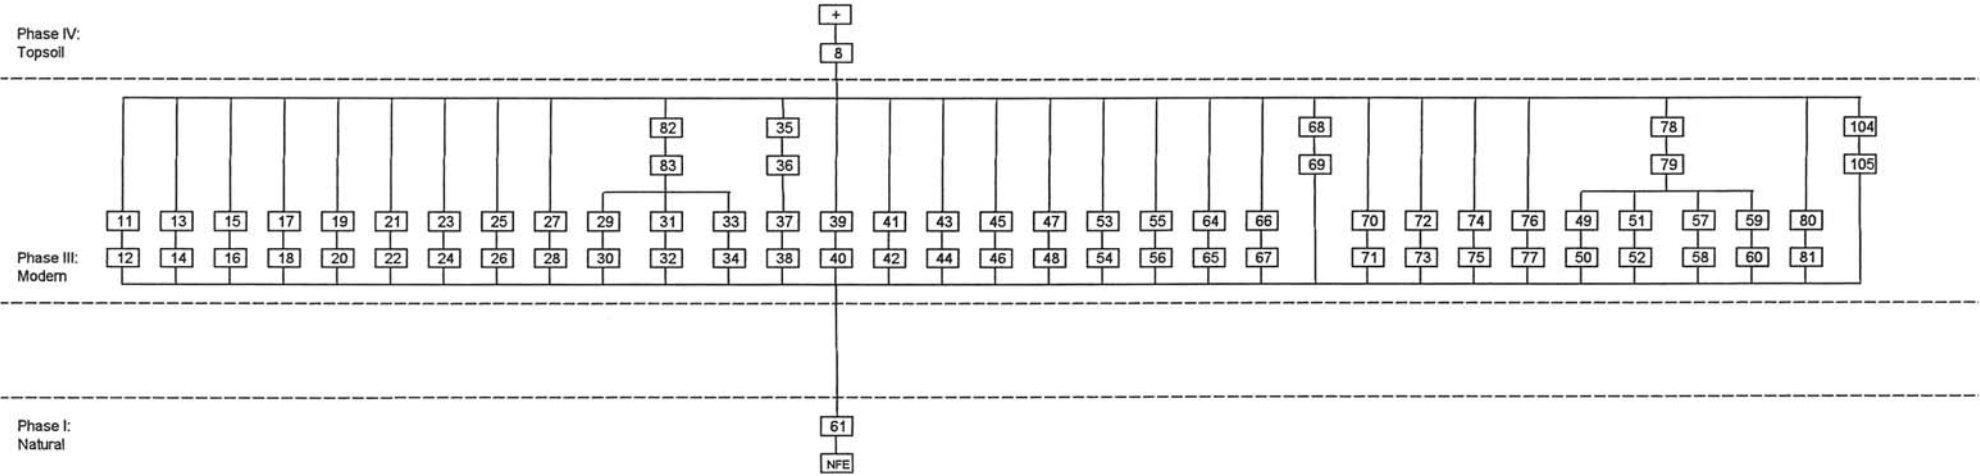 +
Phase IV:
Topsoil
8
82 35 68 78 104
83 36 69 79 105
11 13 15 17 19 21 23 25 27 29 31 33 37 39 41 43 45 47 53 55 64 66 70 72 74 76 49 51 57 59 80
Phase III:
Modern
12 14 16 18 20 22 24 26 28 30 32 34 38 40 42 44 46 48 54 56 65 67 71 73 75 77 50 52 58 60 81
Phase I:
Natural
61
NFE